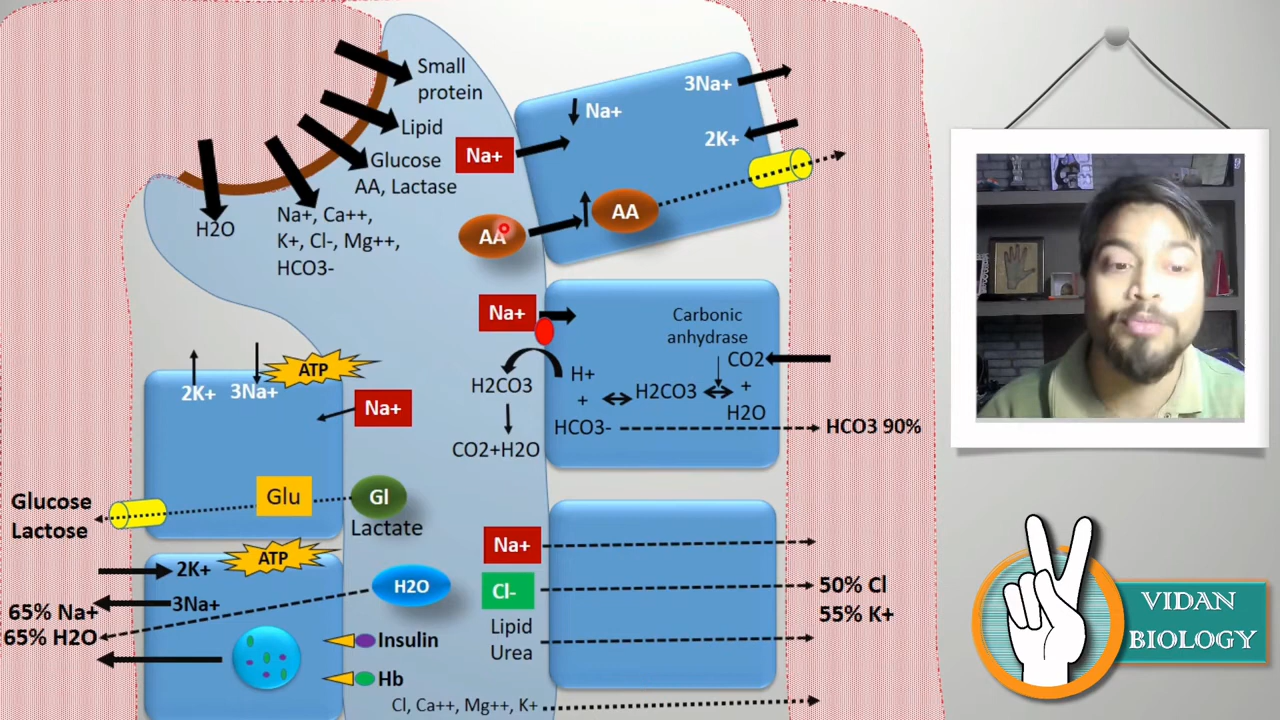 Small
protein
Lipid
Glucose
AA, Lactase
Na+, Ca++,
K+, Cl-, Mg++,
HCO3-
H2O
Na+
Na+
3Na+
2K+
AA
AA
Na+
Carbonic
anhydrase
CO2
+
H2O
H2CO3
H+
+
HCO3-
H2CO3
CO2+H2O
HCO3 90%
ATP
2K+
3Na+
Na+
Glu
Gl
Lactate
Glucose
Lactose
ATP
2K+
3Na+
65% Na+
65% H2O
H2O
Insulin
Hb
Na+
Cl-
Lipid
Urea
50% Cl
55% K+
Cl, Ca++, Mg++, K+
VIDAN
BIOLOGY